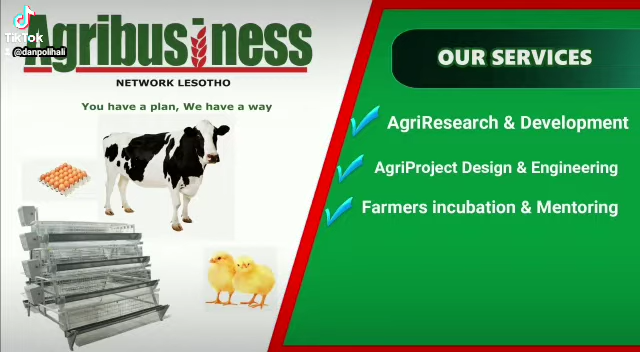 TikTok
@danpolihali
Agribusiness
NETWORK LESOTHO
You have a plan, We have a way
OUR SERVICES
AgriResearch & Development
AgriProject Design & Engineering
Farmers incubation & Mentoring